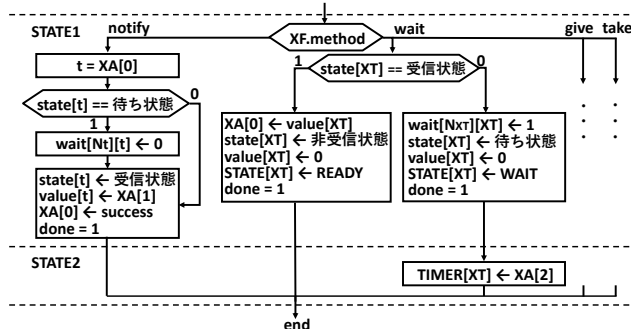 STATE1
notify
XF.method
wait
give
take
t = XA[0]
1
state[XT] == 受信状態
0
state[t] == 待ち状態
0
1
wait[Nt][t] ← 0
state[t] ← 受信状態
value[t] ← XA[1]
XA[0] ← success
done = 1
XA[0] ← value[XT]
state[XT] ← 非受信状態
value[XT] ← 0
STATE[XT] ← READY
done = 1
wait[NXT][XT] ← 1
state[XT] ← 待ち状態
value[XT] ← 0
STATE[XT] ← WAIT
done = 1
STATE2
TIMER[XT] ← XA[2]
end